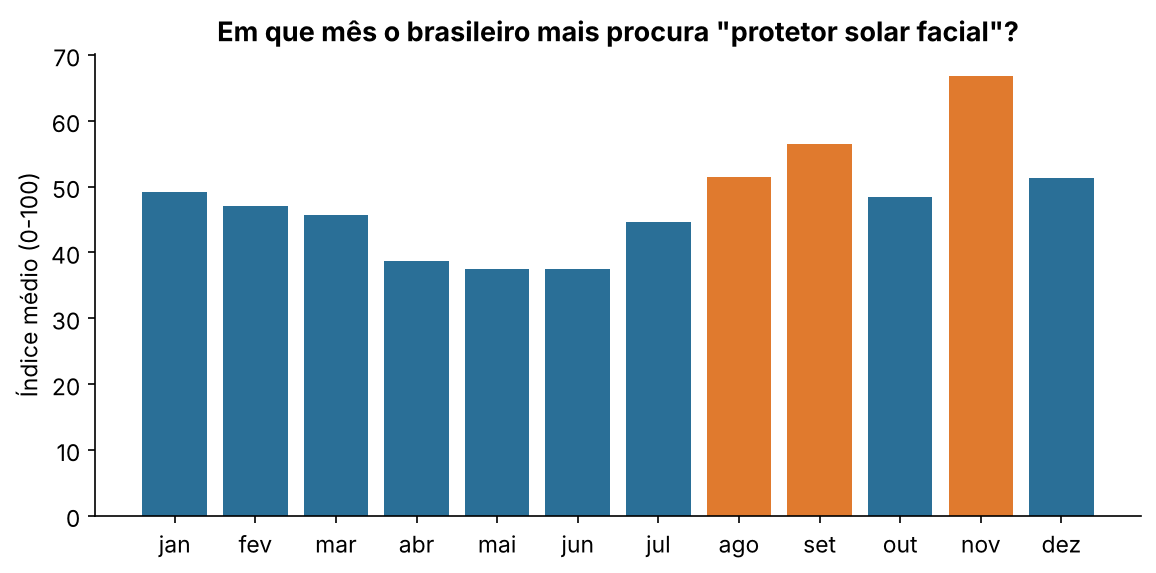 Em que mês o brasileiro mais procura "protetor solar facial"?
Índice médio (0-100)
70
60
50
40
30
20
10
0
jan fev mar abr mai jun jul ago set out nov dez